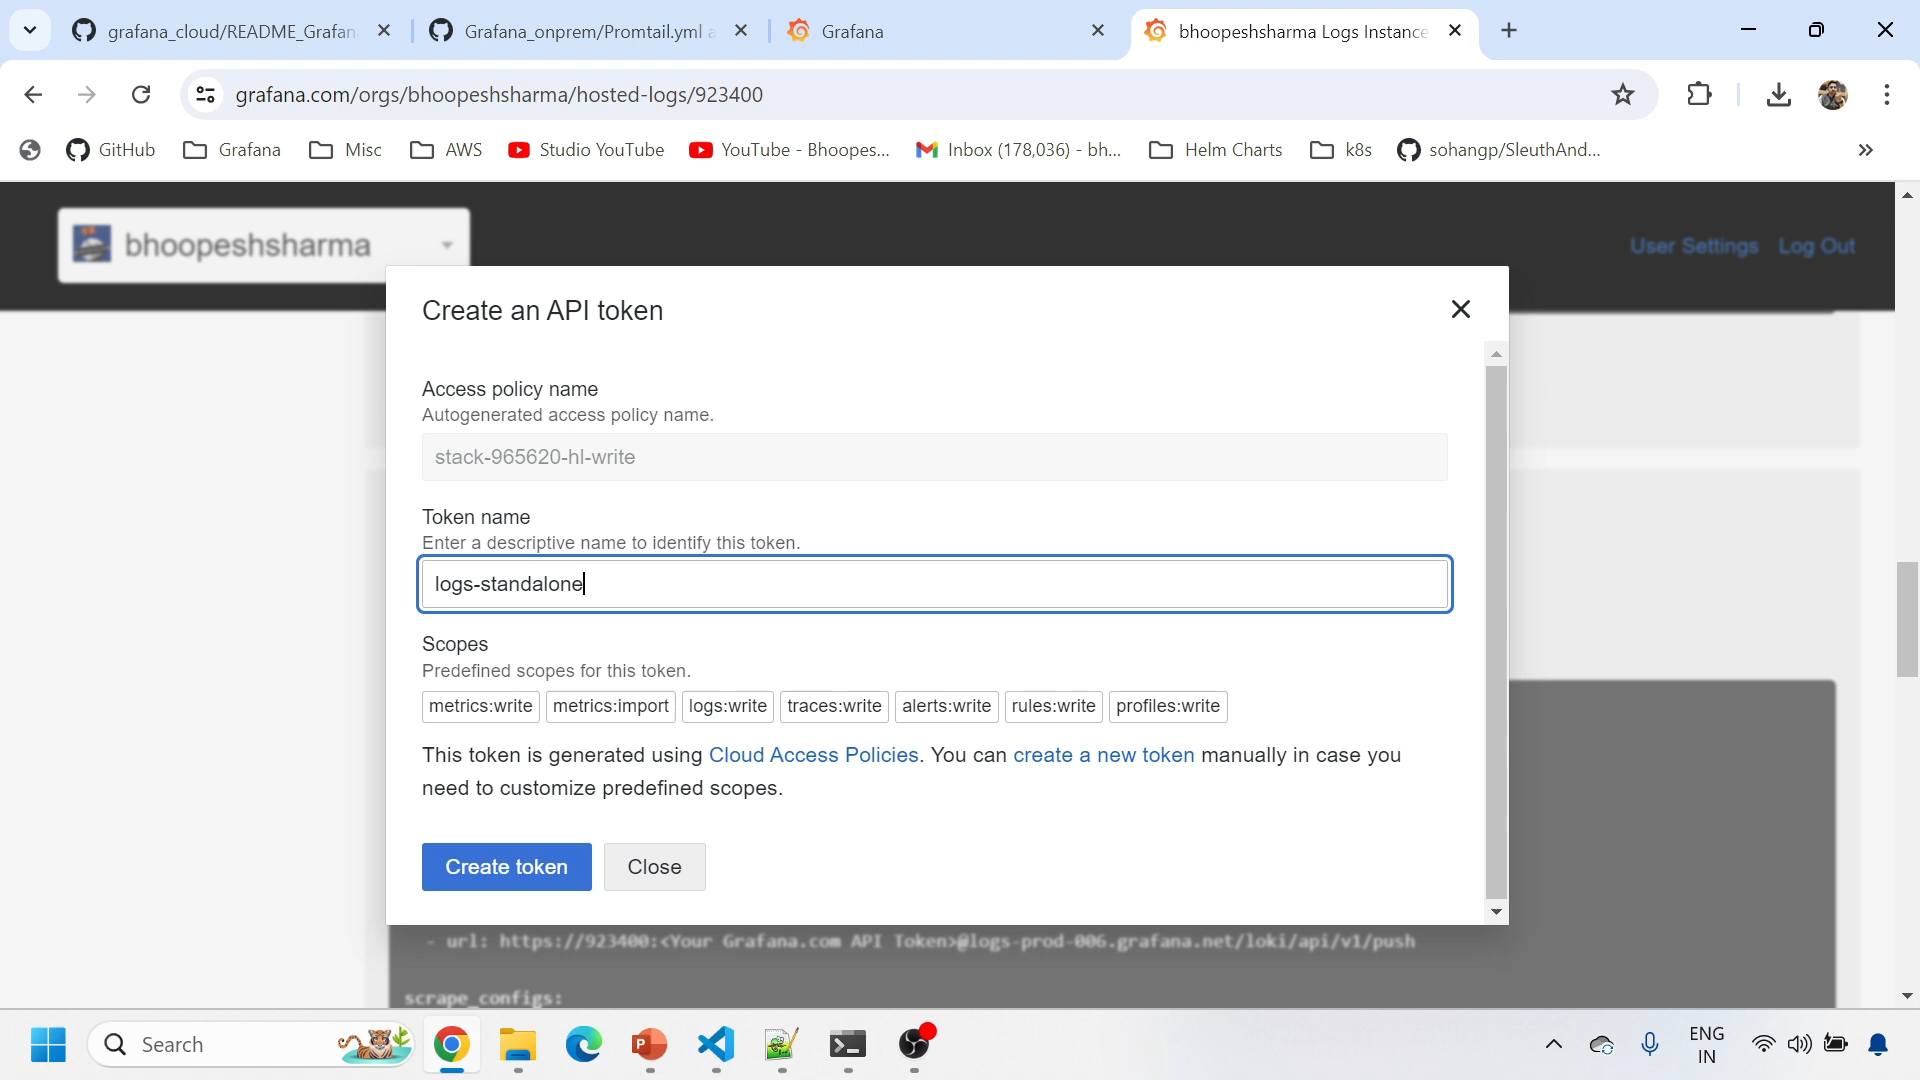 grafana_cloud/README_Grafan
Grafana_onprem/Promtail.yml a
Grafana
bhoopeshsharma Logs Instance
grafana.com/orgs/bhoopeshsharma/hosted-logs/923400
GitHub
Grafana
Misc
AWS
Studio YouTube
YouTube - Bhoopes...
Inbox (178,036) - bh...
Helm Charts
k8s
sohangp/SleuthAnd...
bhoopeshsharma
User Settings
Log Out
Create an API token
Access policy name
Autogenerated access policy name.
stack-965620-hl-write
Token name
Enter a descriptive name to identify this token.
logs-standalone
Scopes
Predefined scopes for this token.
metrics:write metrics:import logs:write traces:write alerts:write rules:write profiles:write
This token is generated using Cloud Access Policies. You can create a new token manually in case you
need to customize predefined scopes.
Create token
Close
- url: https://923400:<Your Grafana.com API Token>@logs-prod-006.grafana.net/loki/api/v1/push
scrape_configs:
Search
ENG
IN